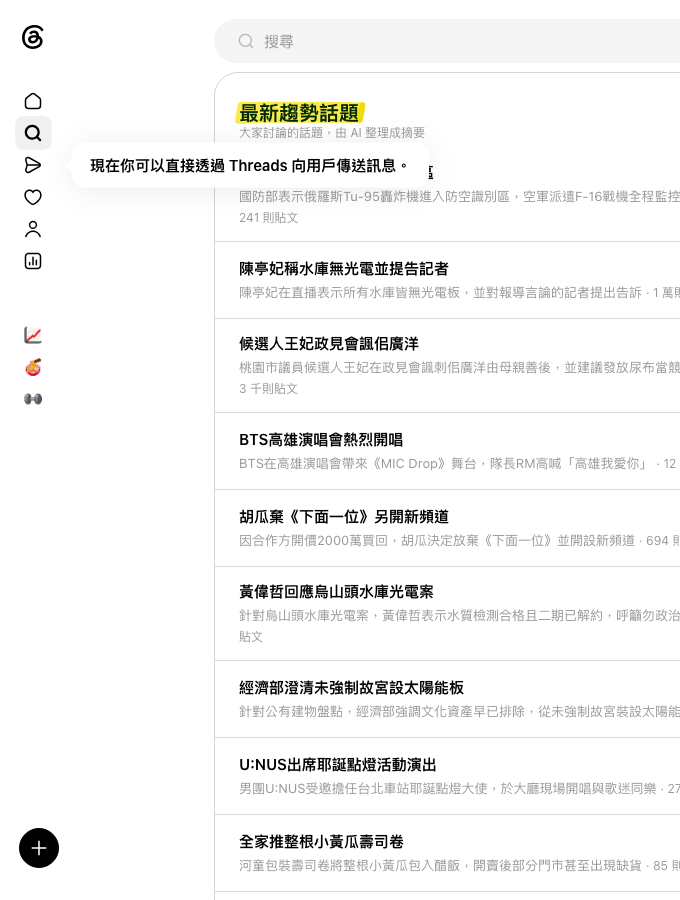 搜尋
最新趨勢話題
大家討論的話題，由 AI 整理成摘要
現在你可以直接透過 Threads 向用戶傳送訊息。
國防部表示俄羅斯Tu-95轟炸機進入防空識別區，空軍派遣F-16戰機全程監控
241 則貼文
陳亭妃稱水庫無光電並提告記者
陳亭妃在直播表示所有水庫皆無光電板，並對報導言論的記者提出告訴 · 1 萬則
候選人王妃政見會諷佀廣洋
桃園市議員候選人王妃在政見會諷刺佀廣洋由母親善後，並建議發放尿布當競
3 千則貼文
BTS高雄演唱會熱烈開唱
BTS在高雄演唱會帶來《MIC Drop》舞台，隊長RM高喊「高雄我愛你」 · 12
胡瓜棄《下面一位》另開新頻道
因合作方開價2000萬買回，胡瓜決定放棄《下面一位》並開設新頻道 · 694 則
黃偉哲回應烏山頭水庫光電案
針對烏山頭水庫光電案，黃偉哲表示水質檢測合格且二期已解約，呼籲勿政治
貼文
經濟部澄清未強制故宮設太陽能板
針對公有建物盤點，經濟部強調文化資產早已排除，從未強制故宮裝設太陽能
U:NUS出席耶誕點燈活動演出
男團U:NUS受邀擔任台北車站耶誕點燈大使，於大廳現場開唱與歌迷同樂 · 27
全家推整根小黃瓜壽司卷
河童包裝壽司卷將整根小黃瓜包入醋飯，開賣後部分門市甚至出現缺貨 · 85 則